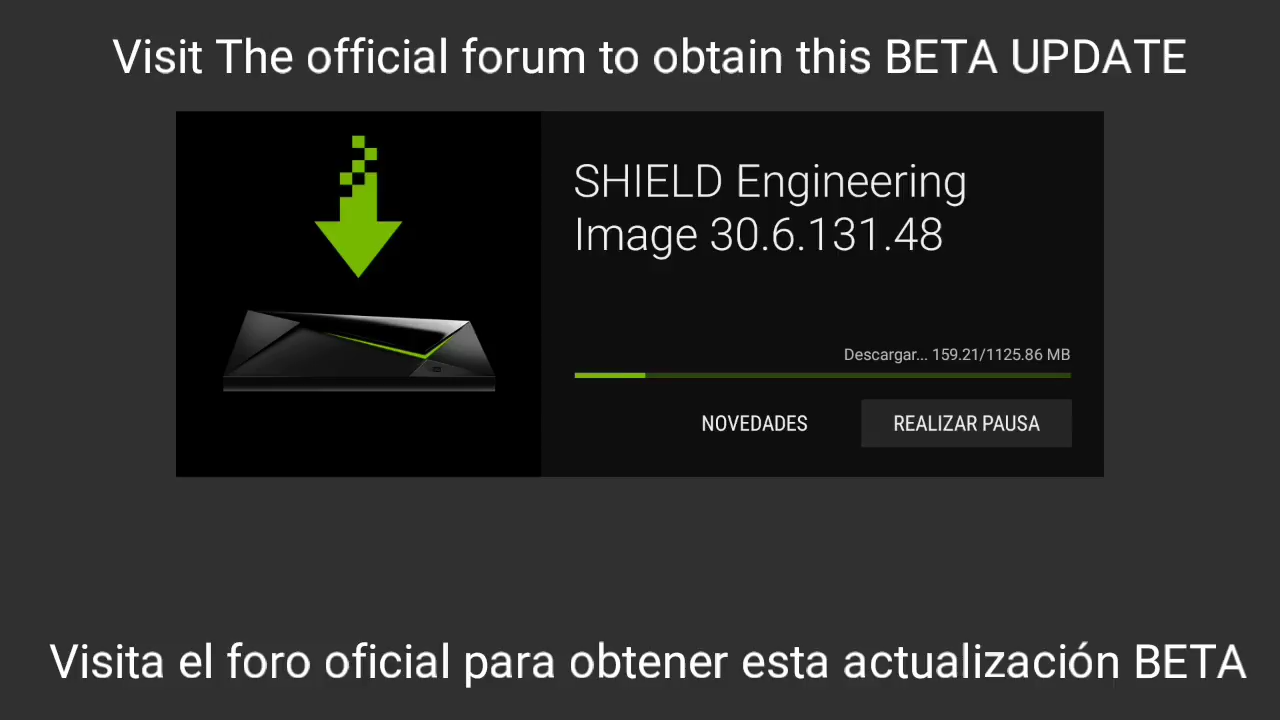 Visit The official forum to obtain this BETA UPDATE
SHIELD Engineering
Image 30.6.131.48
Descargar... 159.21/1125.86 MB
NOVEDADES
REALIZAR PAUSA
Visita el foro oficial para obtener esta actualización BETA